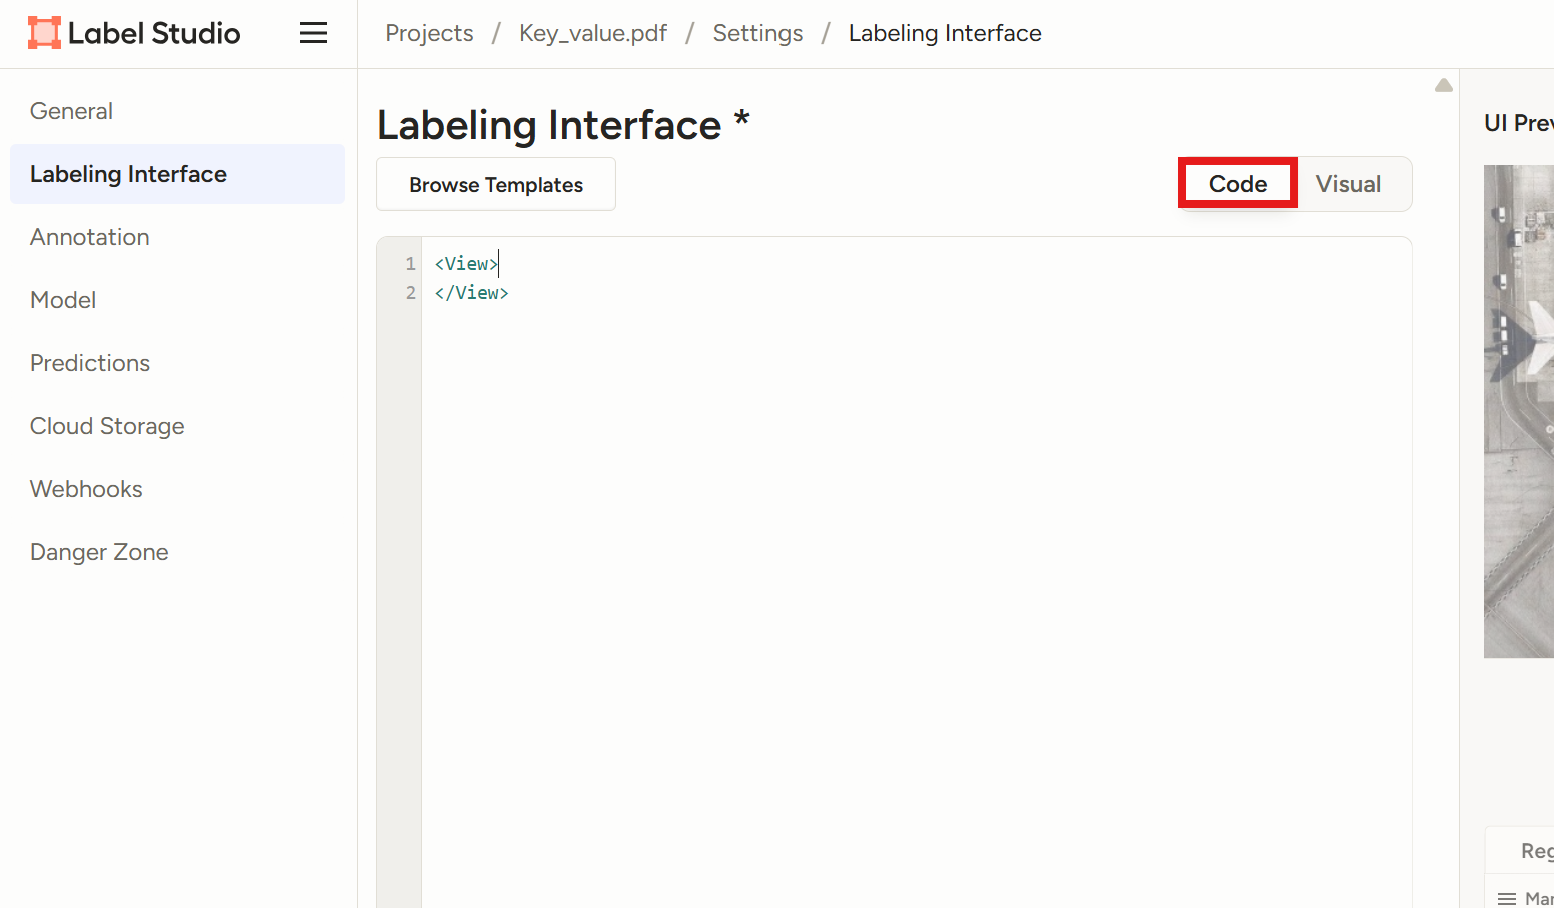 Label Studio
Projects / Key_value.pdf / Settings / Labeling Interface
General
Labeling Interface
Annotation
Model
Predictions
Cloud Storage
Webhooks
Danger Zone
Labeling Interface *
Browse Templates
Code
Visual
1 <View>
2 </View>
UI Prev
Reg
Man